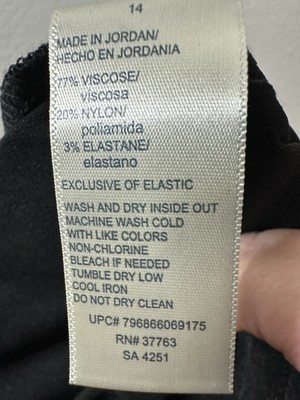 14
MADE IN JORDAN/
HECHO EN JORDANIA
77% VISCOSE/
viscosa
20% NYLON/
poliamida
3% ELASTANE/
elastano
EXCLUSIVE OF ELASTIC
WASH AND DRY INSIDE OUT
MACHINE WASH COLD
WITH LIKE COLORS
NON-CHLORINE
BLEACH IF NEEDED
TUMBLE DRY LOW
COOL IRON
DO NOT DRY CLEAN
UPC# 796866069175
RN# 37763
SA 4251